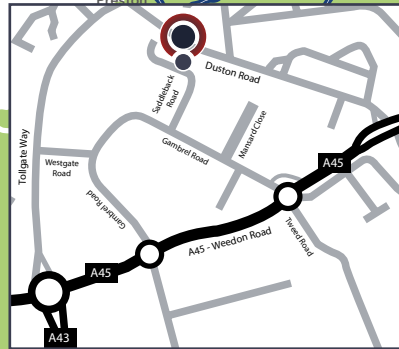 Preston
Duston Road
Saddleback
Road
Mansard Close
Gambrel Road
A45
Tollgate Way
Westgate
Road
Gambrel Road
A45 - Weedon Road
Tweed Road
A45
A43